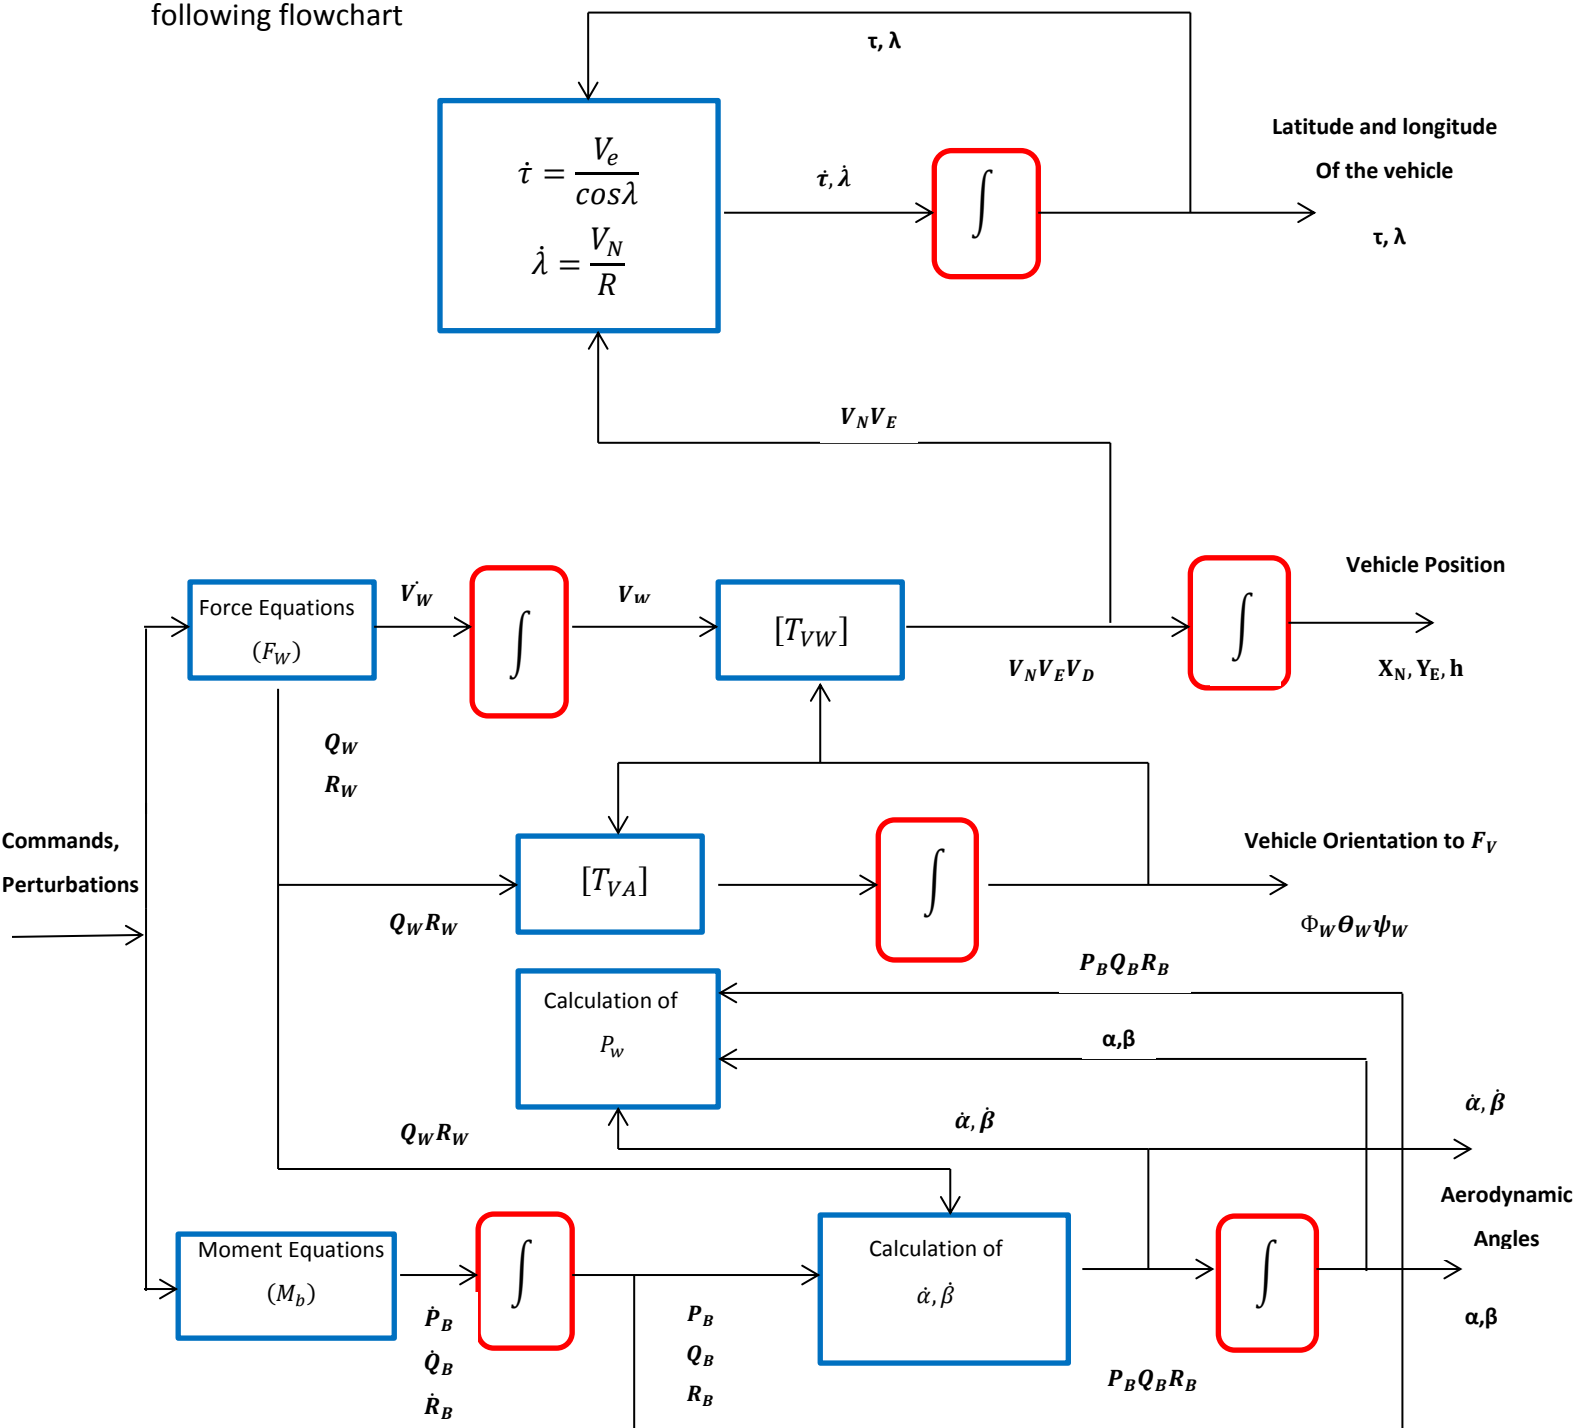 following flowchart
τ, λ
τ̇ = V_e / cosλ
λ̇ = V_N / R
τ̇, λ̇
∫
Latitude and longitude
Of the vehicle
τ, λ
V_N V_E
Force Equations
(F_W)
V̇_W
∫
V_W
[T_VW]
V_N V_E V_D
∫
Vehicle Position
X_N, Y_E, h
Q_W
R_W
Commands,
Perturbations
Q_W R_W
[T_VA]
∫
Vehicle Orientation to F_V
Φ_W θ_W ψ_W
P_B Q_B R_B
Calculation of
P_w
α,β
Q_W R_W
α̇, β̇
α̇, β̇
Aerodynamic
Angles
Moment Equations
(M_b)
Ṗ_B
Q̇_B
Ṙ_B
∫
P_B
Q_B
R_B
Calculation of
α̇, β̇
P_B Q_B R_B
∫
α,β